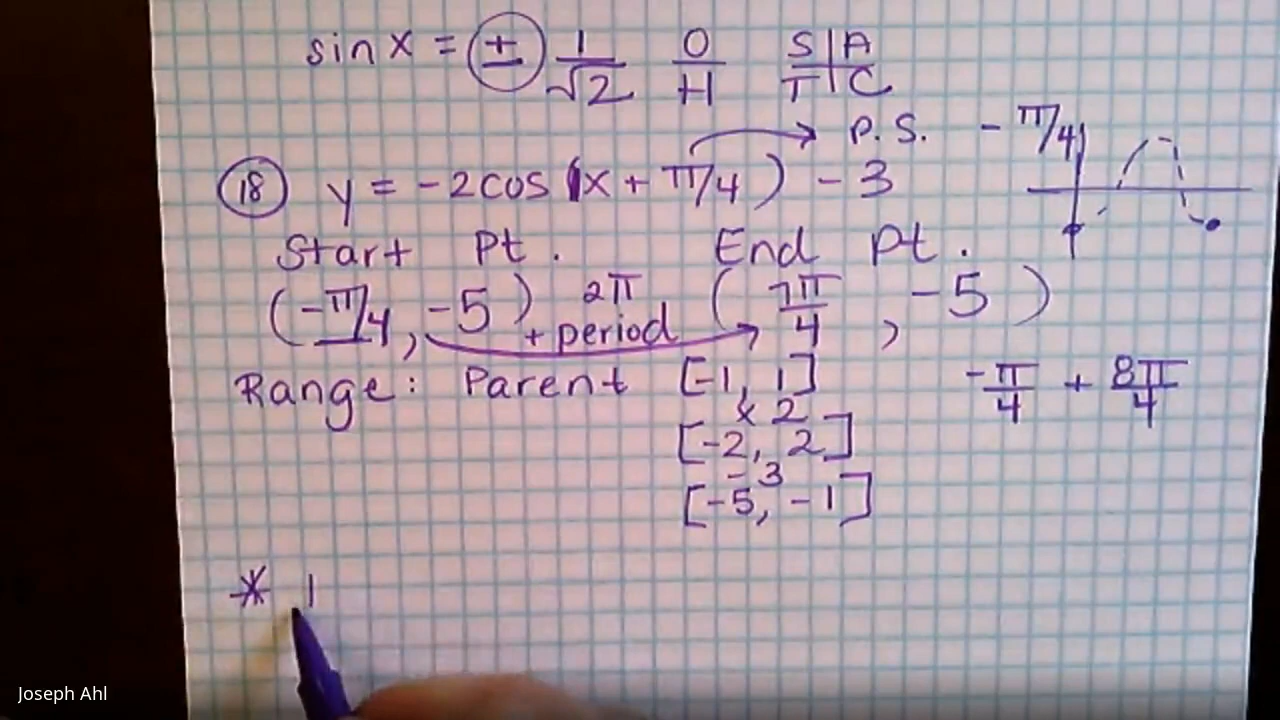 sin x = ± 1/√2 O/H S|A T|C
→ P.S. - π/4
18 y = -2cos (x + π/4) - 3
Start Pt. End Pt.
(-π/4, -5) 2π + period → (7π/4, -5)
Range: Parent [-1, 1] -π/4 + 8π/4
x 2
[-2, 2]
- 3
[-5, -1]
* 1
Joseph Ahl